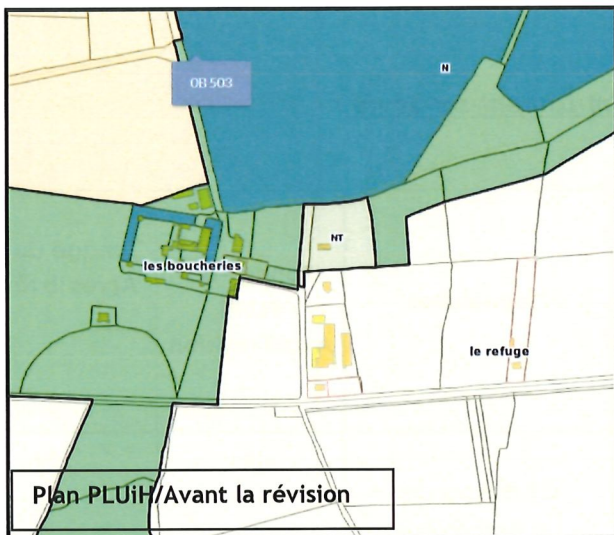 N
OB 503
NT
les boucheries
le refuge
Plan PLUiH/Avant la révision